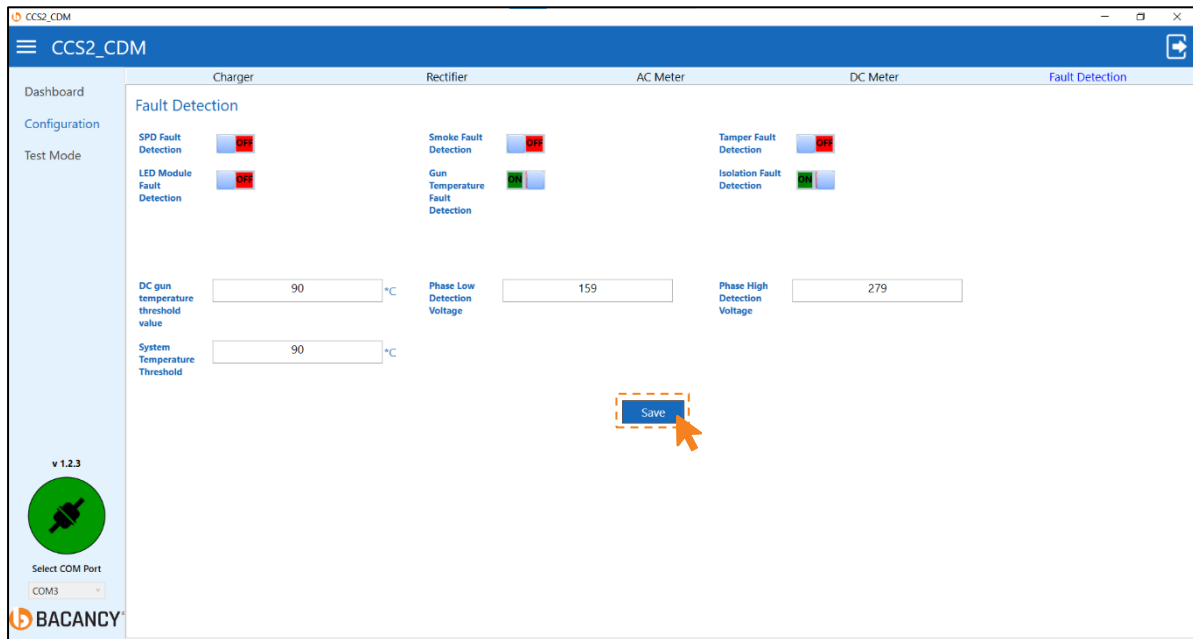 CCS2_CDM
CCS2_CDM
Dashboard
Configuration
Test Mode
Charger
Rectifier
AC Meter
DC Meter
Fault Detection
Fault Detection
SPD Fault
Detection
OFF
Smoke Fault
Detection
OFF
Tamper Fault
Detection
OFF
LED Module
Fault
Detection
OFF
Gun
Temperature
Fault
Detection
ON
Isolation Fault
Detection
ON
DC gun
temperature
threshold
value
90
°C
Phase Low
Detection
Voltage
159
Phase High
Detection
Voltage
279
System
Temperature
Threshold
90
°C
Save
v 1.2.3
Select COM Port
COM3
BACANCY